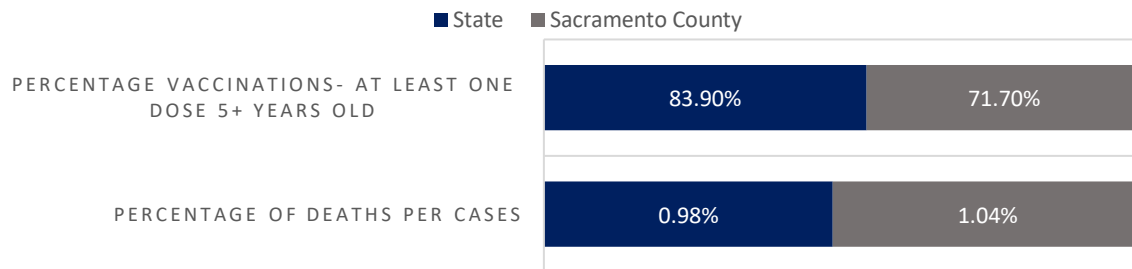 State Sacramento County
PERCENTAGE VACCINATIONS- AT LEAST ONE
DOSE 5+ YEARS OLD
83.90% 71.70%
PERCENTAGE OF DEATHS PER CASES
0.98% 1.04%